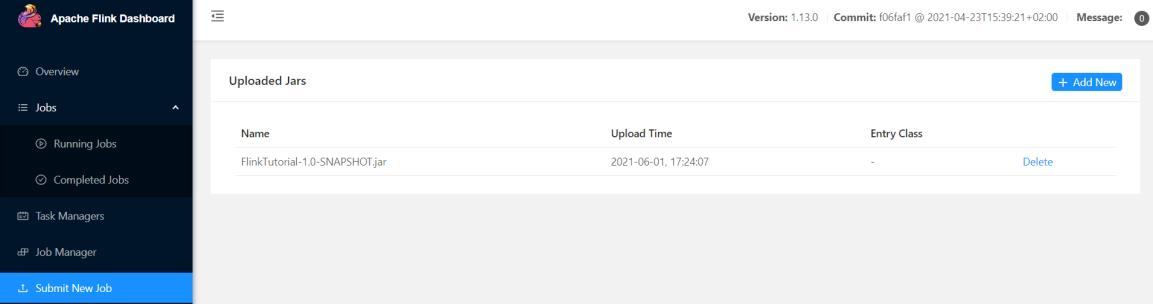 Apache Flink Dashboard
Version: 1.13.0 Commit: f06faf1 @ 2021-04-23T15:39:21+02:00 Message: 0
Overview
Jobs
Running Jobs
Completed Jobs
Task Managers
Job Manager
Submit New Job
Uploaded Jars
+ Add New
Name Upload Time Entry Class
FlinkTutorial-1.0-SNAPSHOT.jar 2021-06-01, 17:24:07 - Delete